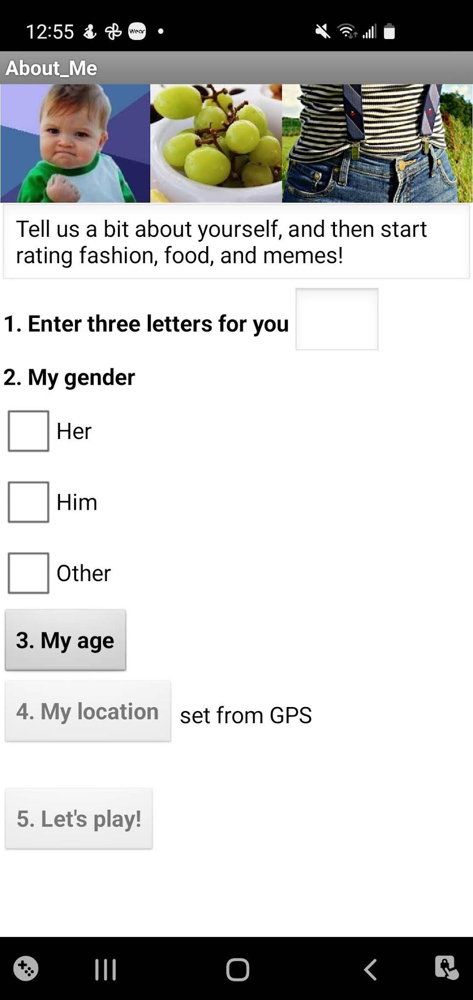 12:55 Wear
About_Me
Tell us a bit about yourself, and then start
rating fashion, food, and memes!
1. Enter three letters for you
2. My gender
Her
Him
Other
3. My age
4. My location set from GPS
5. Let's play!